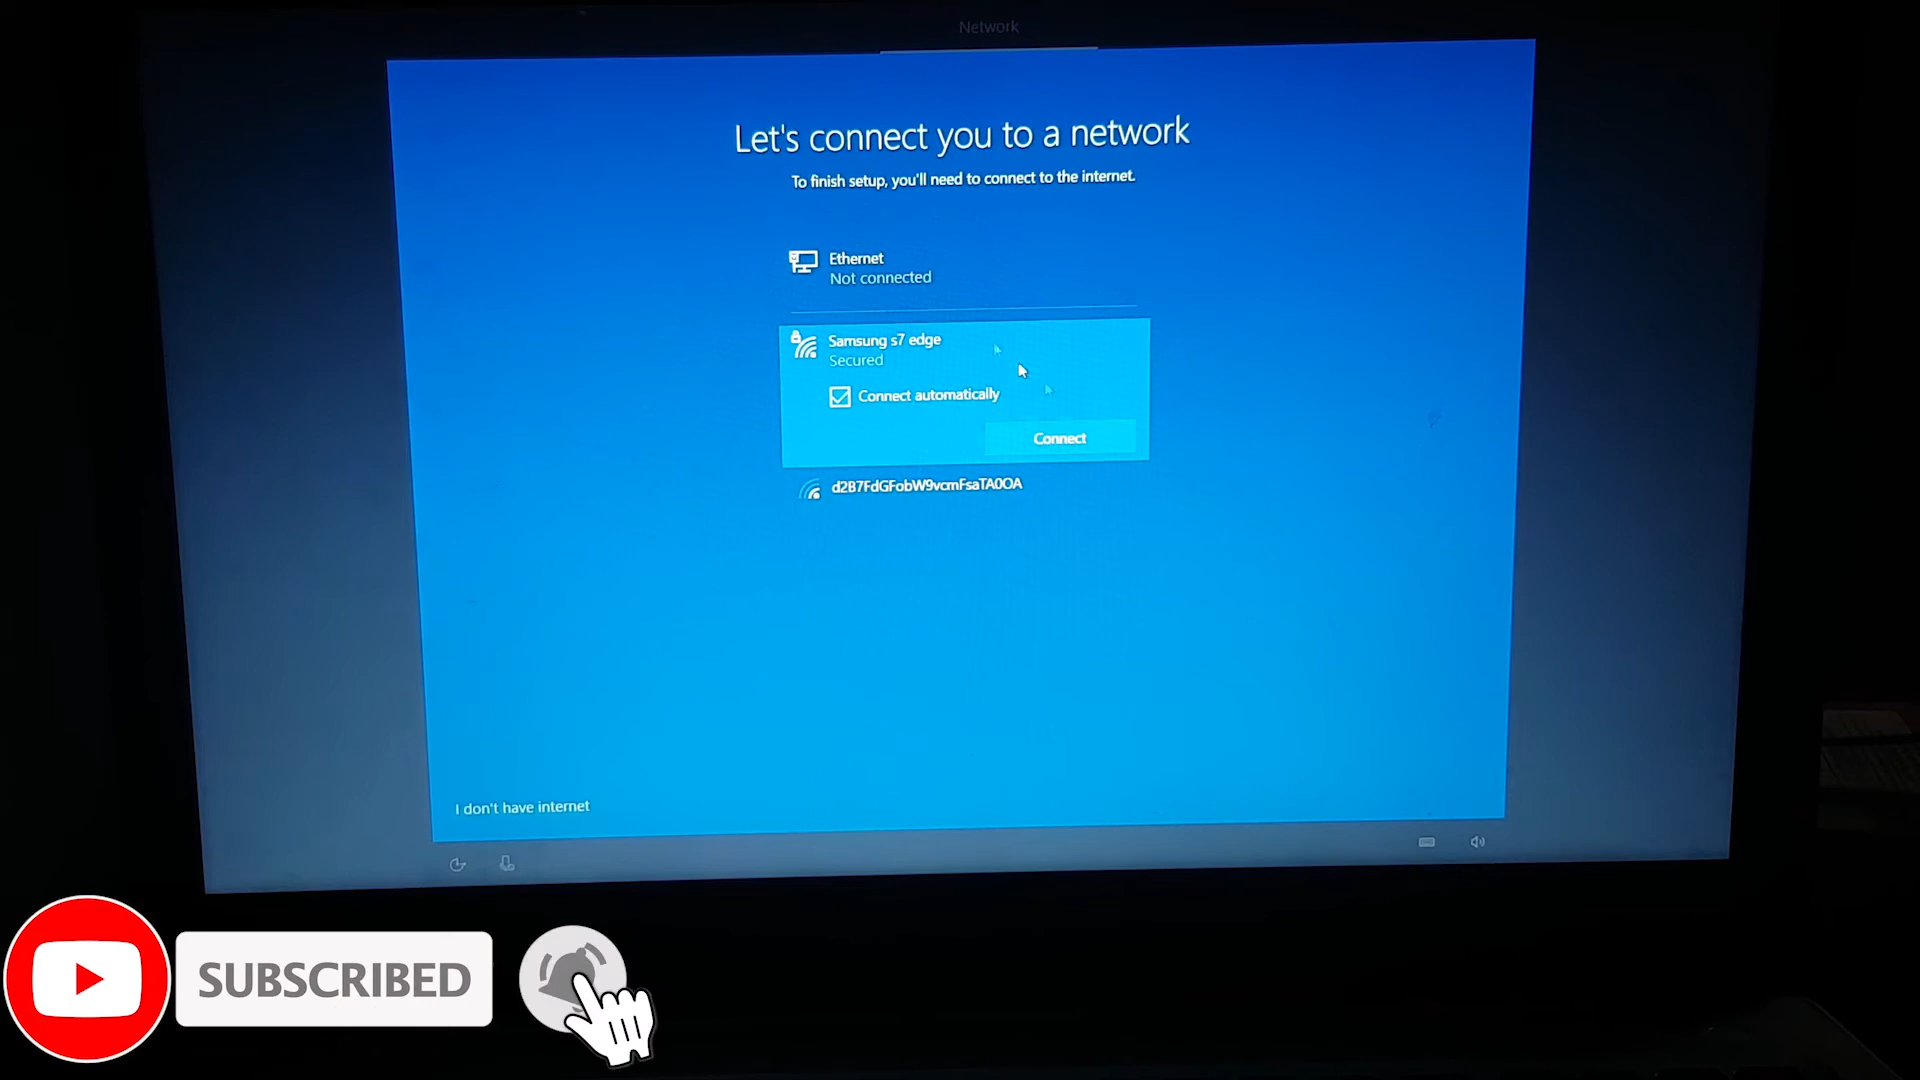 Network
Let's connect you to a network
To finish setup, you'll need to connect to the internet.
Ethernet
Not connected
Samsung s7 edge
Secured
Connect automatically
Connect
d2B7FdGFobW9vcmFsaTA0OA
I don't have internet
SUBSCRIBED